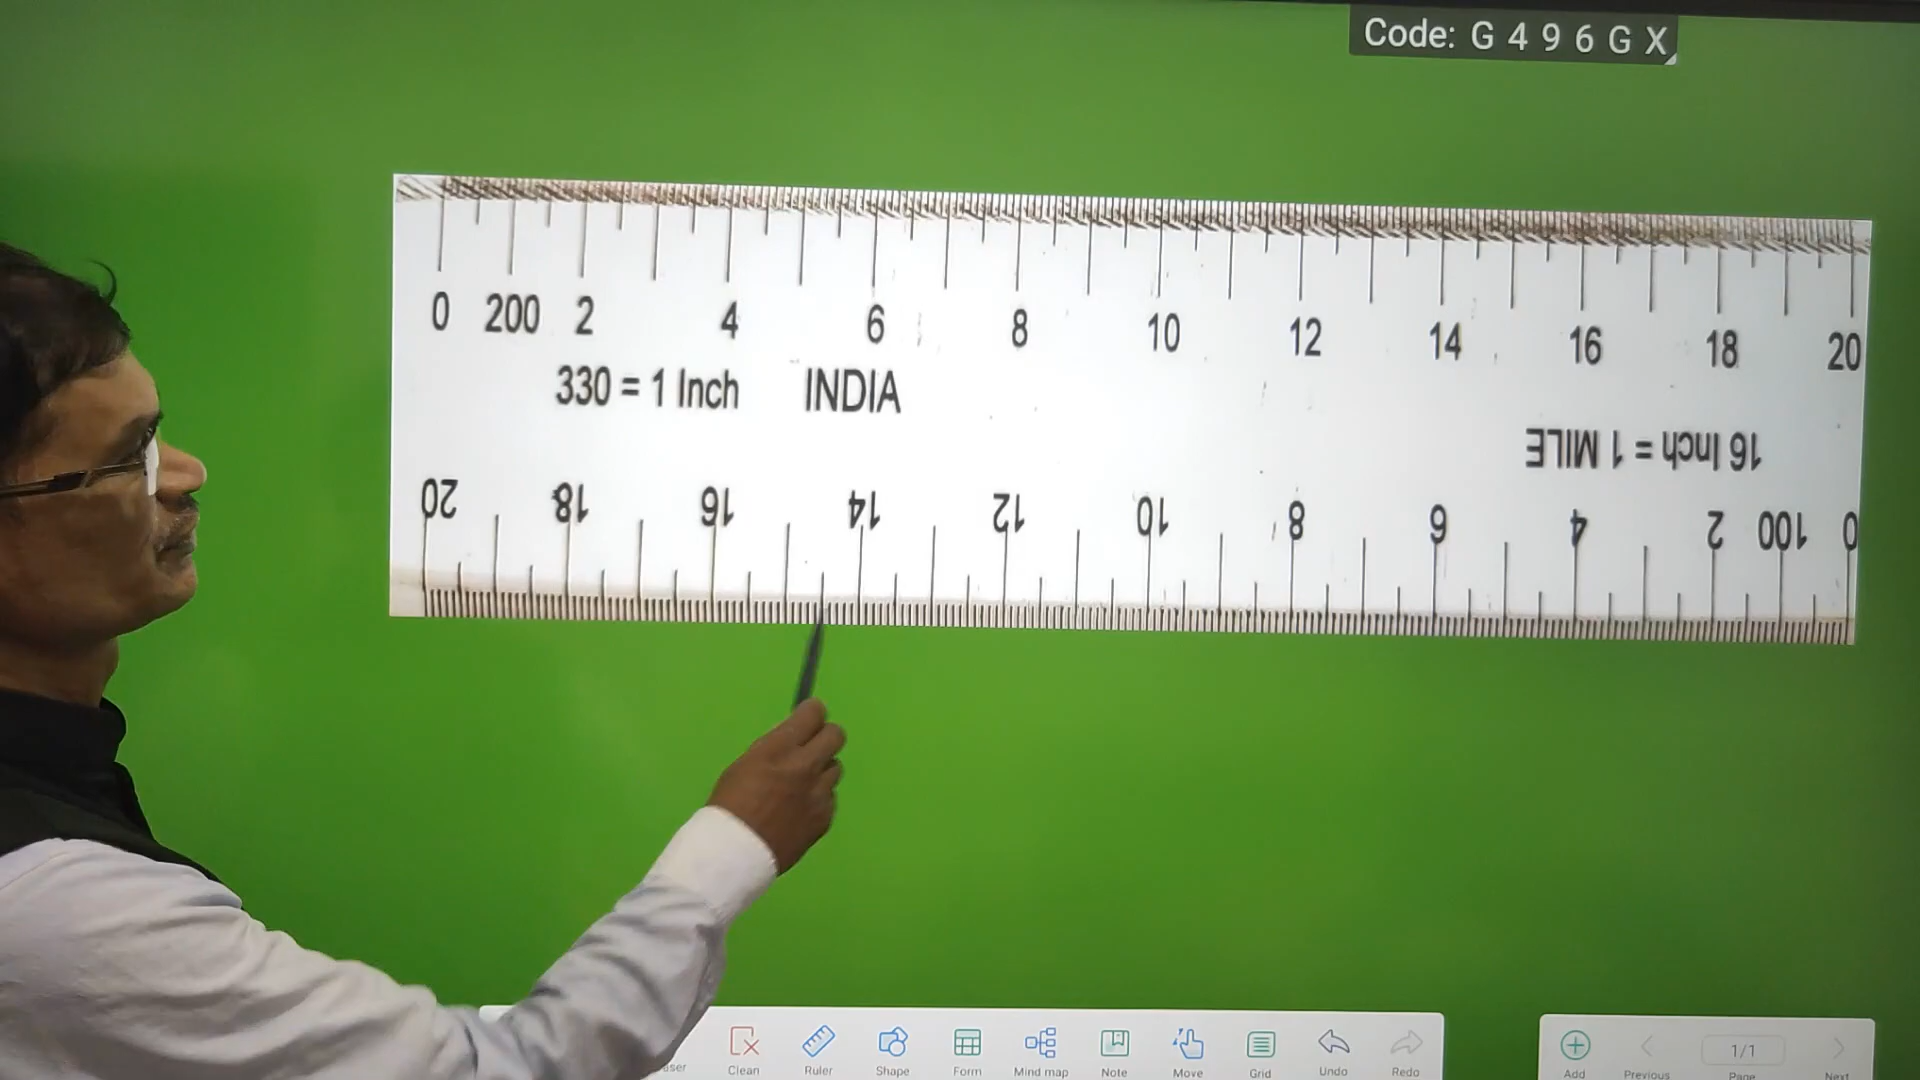 Code: G 4 9 6 G X
0 200 2 4 6 8 10 12 14 16 18 20
330 = 1 Inch INDIA
16 Inch = 1 MILE
20 18 16 14 12 10 8 6 4 2 100 0
Clean Ruler Shape Form Mind map Note Move Grid Undo Redo
1/1
Add Previous Page Next